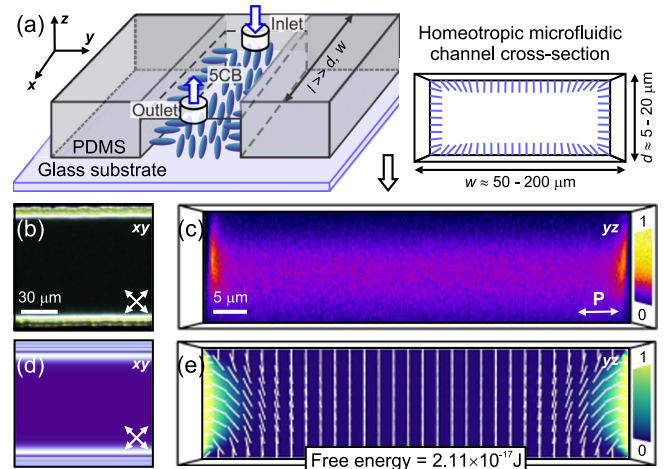 (a)
z
y
x
Inlet
5CB
Outlet
l >> d, w
PDMS
Glass substrate
Homeotropic microfluidic
channel cross-section
d ≈ 5 - 20 μm
w ≈ 50 - 200 μm
(b)
xy
30 μm
(c)
yz
5 μm
P
1
0
(d)
xy
(e)
yz
1
0
Free energy = 2.11×10⁻¹⁷J